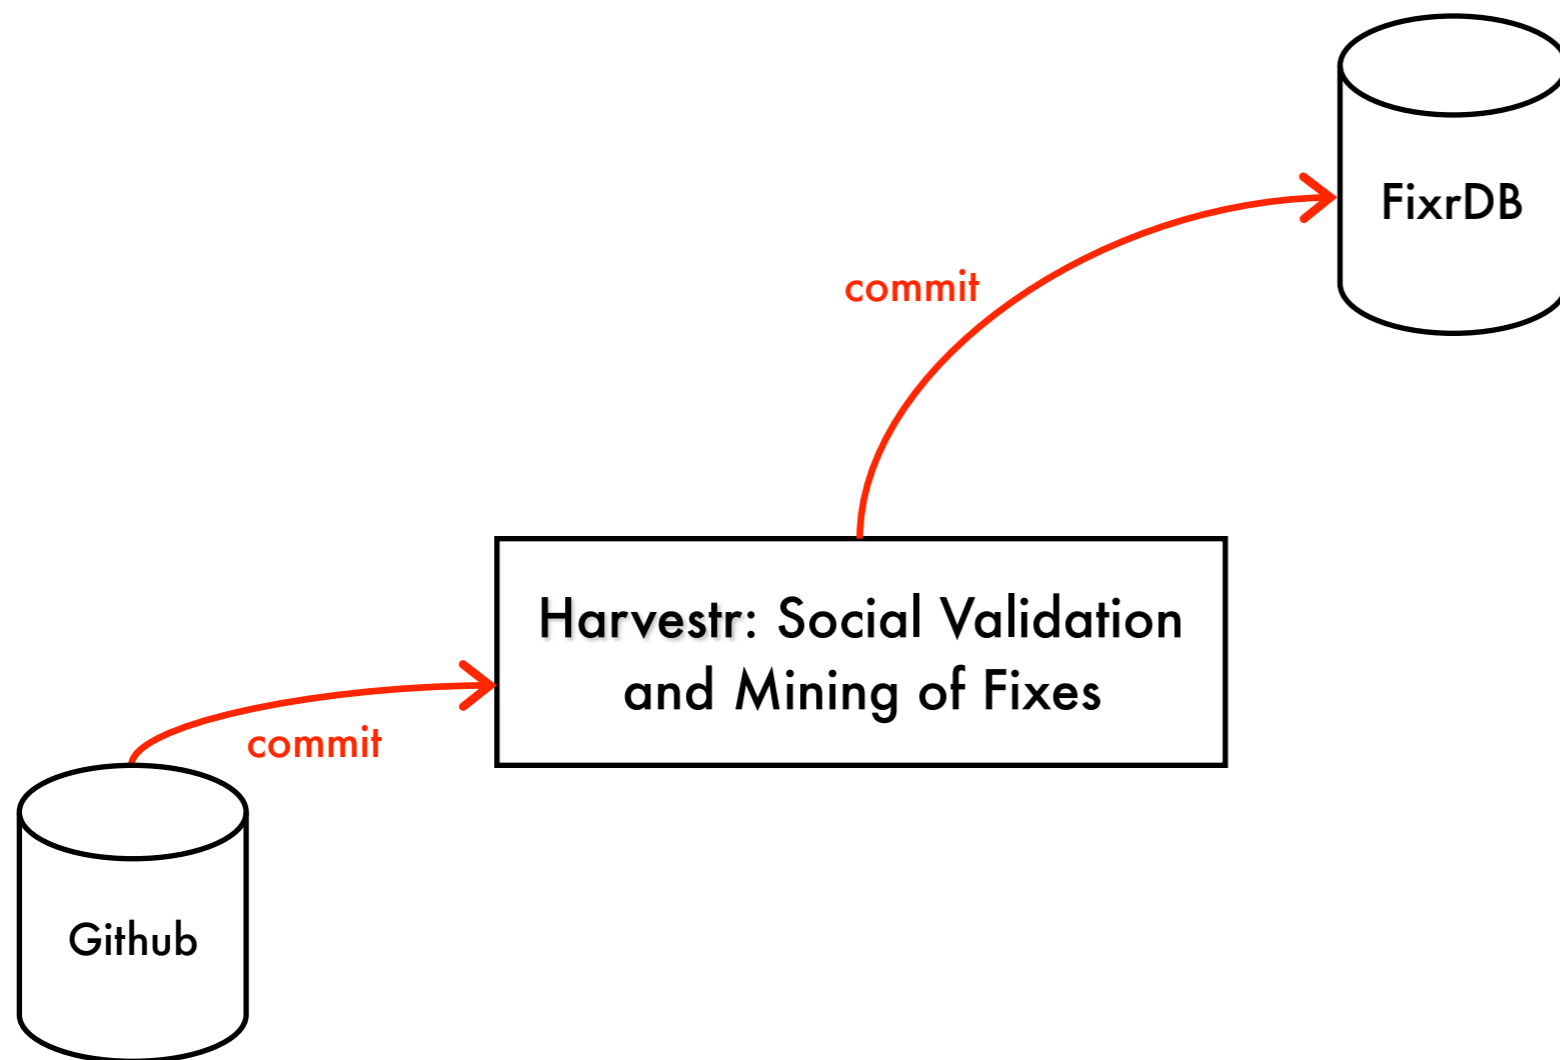 FixrDB
commit
Harvestr: Social Validation
and Mining of Fixes
commit
Github